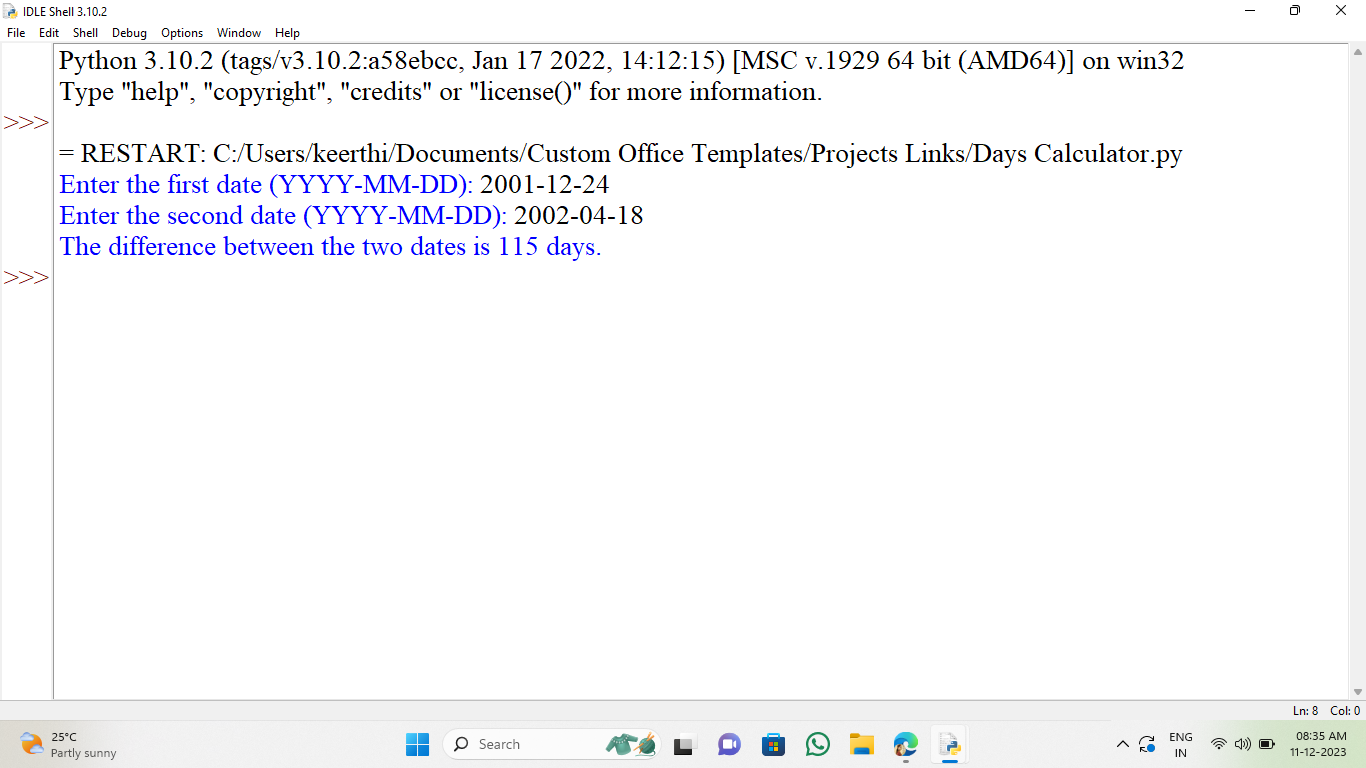 IDLE Shell 3.10.2
File Edit Shell Debug Options Window Help
Python 3.10.2 (tags/v3.10.2:a58ebcc, Jan 17 2022, 14:12:15) [MSC v.1929 64 bit (AMD64)] on win32
Type "help", "copyright", "credits" or "license()" for more information.
>>>
= RESTART: C:/Users/keerthi/Documents/Custom Office Templates/Projects Links/Days Calculator.py
Enter the first date (YYYY-MM-DD): 2001-12-24
Enter the second date (YYYY-MM-DD): 2002-04-18
The difference between the two dates is 115 days.
>>>
Ln: 8 Col: 0
25°C
Partly sunny
Search
ENG
IN
08:35 AM
11-12-2023